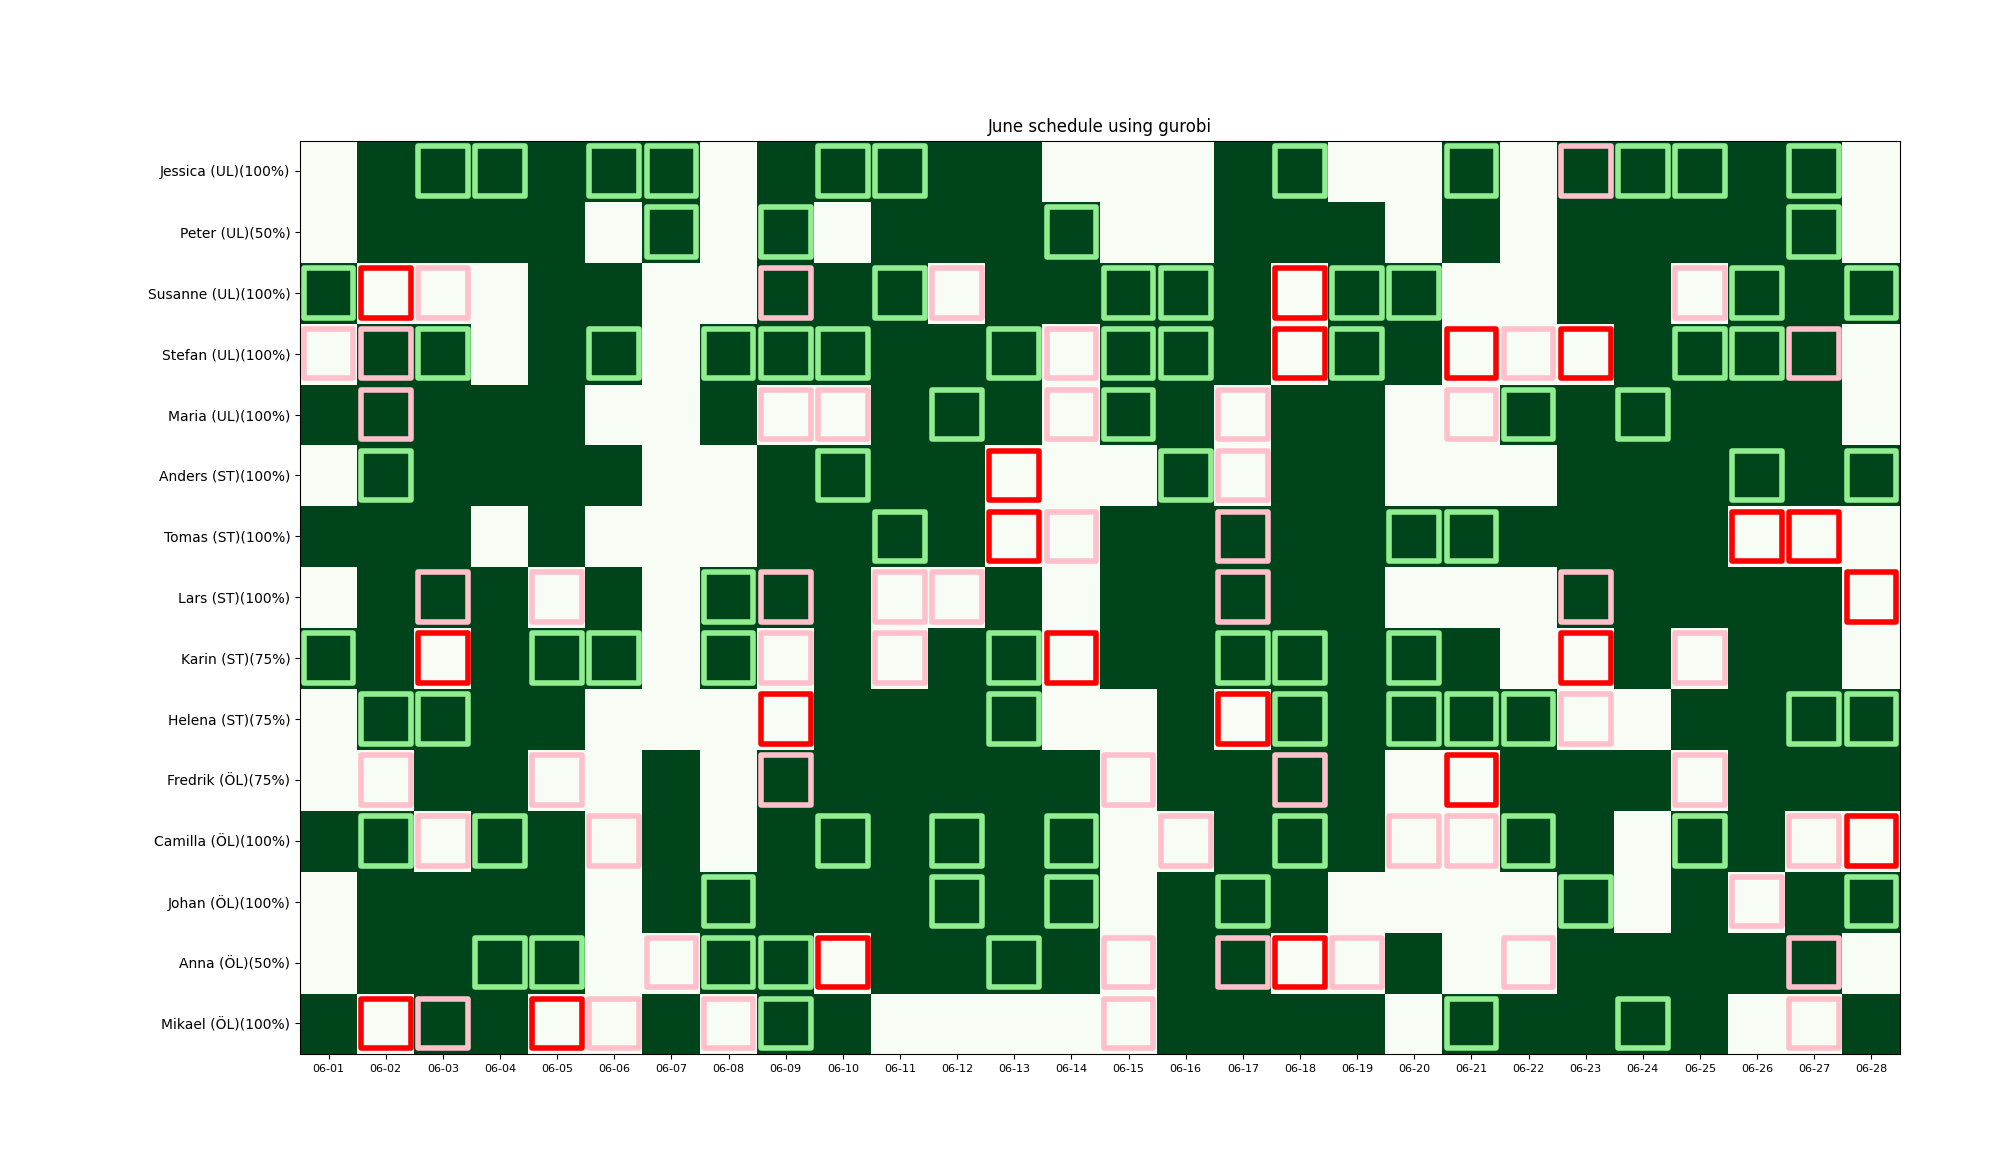 June schedule using gurobi
Jessica (UL)(100%)
Peter (UL)(50%)
Susanne (UL)(100%)
Stefan (UL)(100%)
Maria (UL)(100%)
Anders (ST)(100%)
Tomas (ST)(100%)
Lars (ST)(100%)
Karin (ST)(75%)
Helena (ST)(75%)
Fredrik (ÖL)(75%)
Camilla (ÖL)(100%)
Johan (ÖL)(100%)
Anna (ÖL)(50%)
Mikael (ÖL)(100%)
06-01 06-02 06-03 06-04 06-05 06-06 06-07 06-08 06-09 06-10 06-11 06-12 06-13 06-14 06-15 06-16 06-17 06-18 06-19 06-20 06-21 06-22 06-23 06-24 06-25 06-26 06-27 06-28